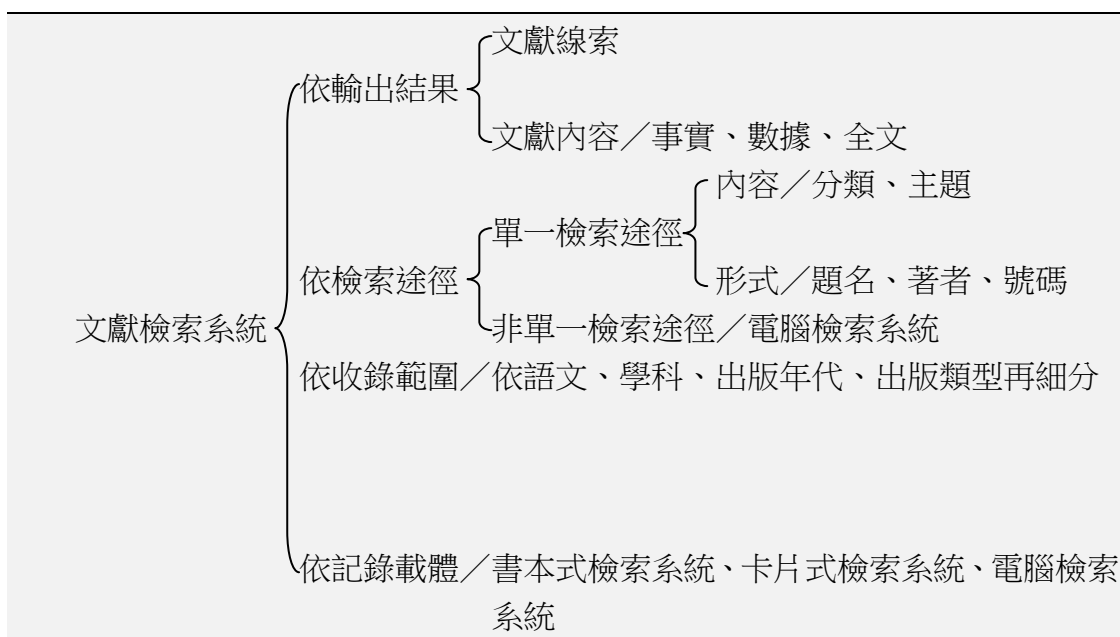 文獻線索
依輸出結果
文獻內容／事實、數據、全文
內容／分類、主題
單一檢索途徑
依檢索途徑
形式／題名、著者、號碼
文獻檢索系統
非單一檢索途徑／電腦檢索系統
依收錄範圍／依語文、學科、出版年代、出版類型再細分
依記錄載體／書本式檢索系統、卡片式檢索系統、電腦檢索
系統